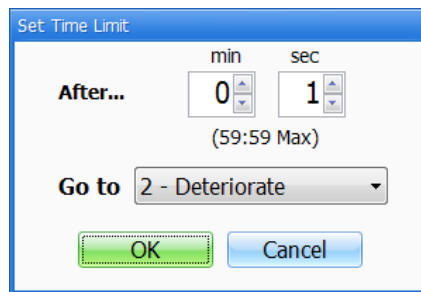 Set Time Limit
min sec
After... 0 1
(59:59 Max)
Go to 2 - Deteriorate
OK Cancel